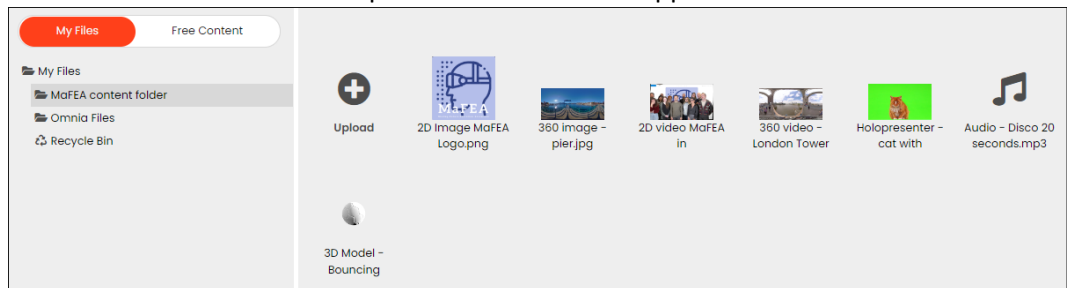 My Files
Free Content
My Files
MaFEA content folder
Omnia Files
Recycle Bin
Upload
MaFEA
2D Image MaFEA
Logo.png
360 image -
pier.jpg
2D video MaFEA
in
360 video -
London Tower
Holopresenter -
cat with
Audio - Disco 20
seconds.mp3
3D Model -
Bouncing